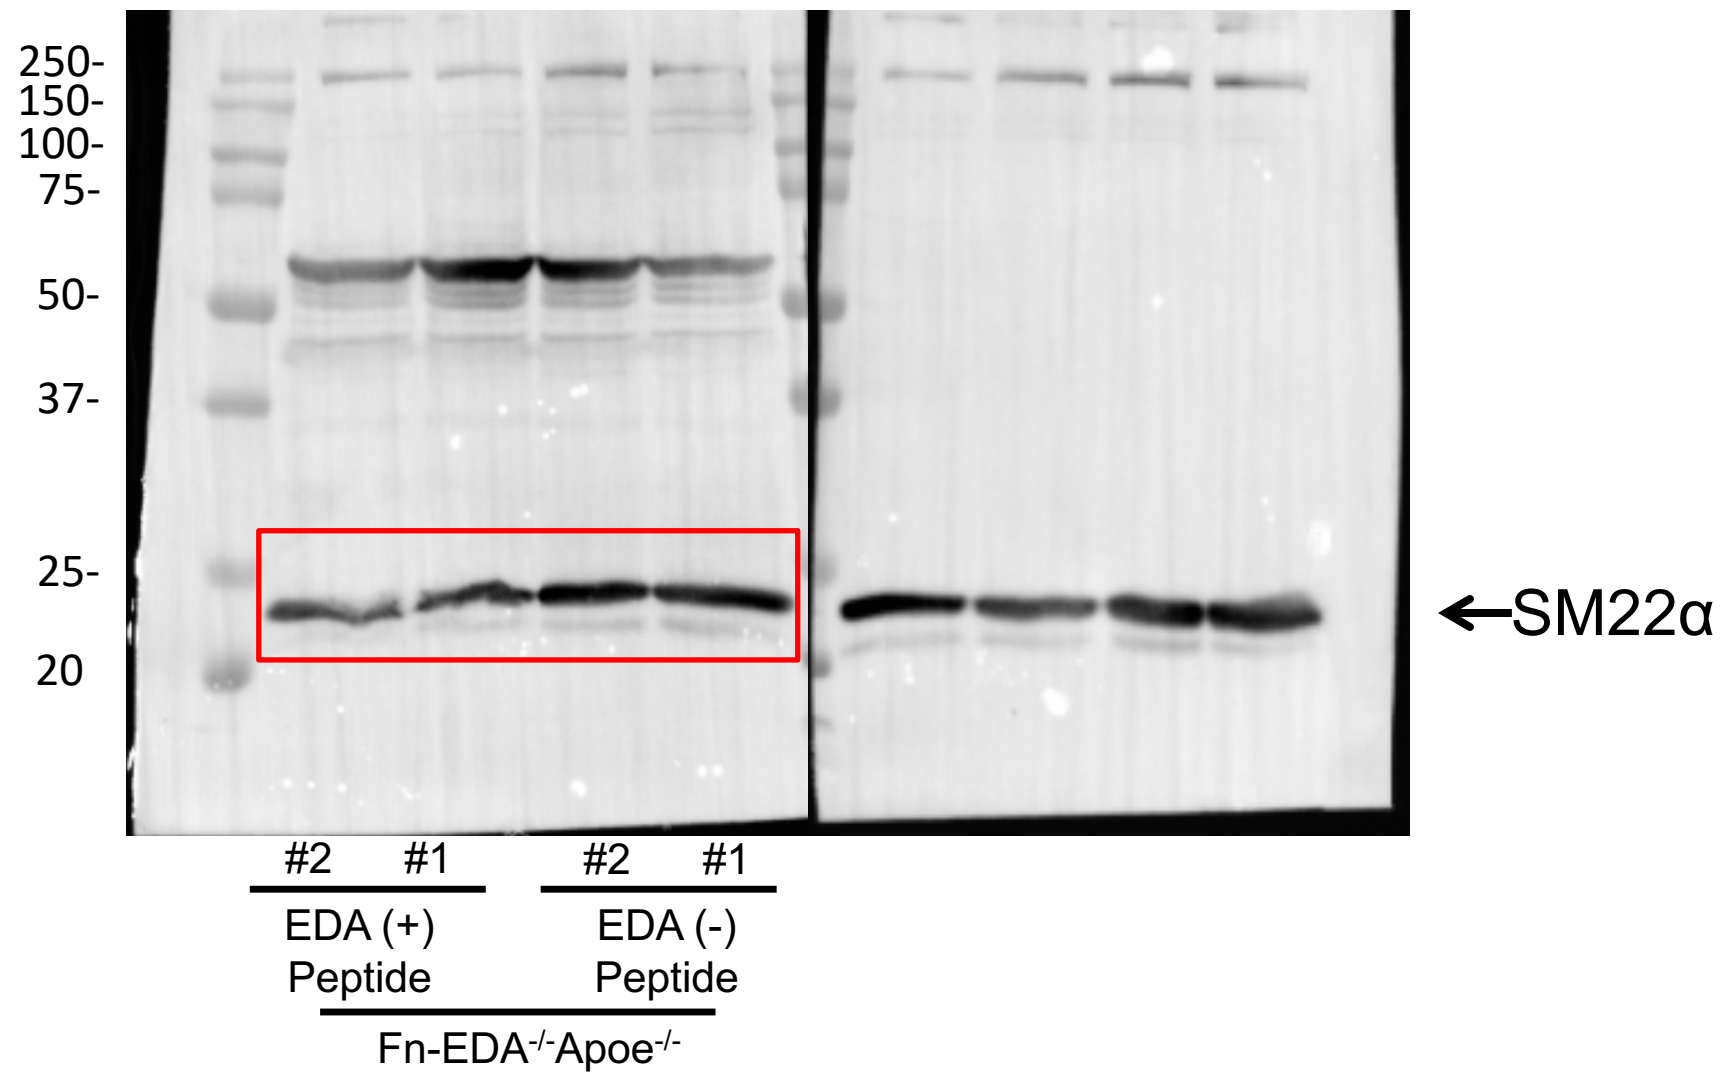 250-
150-
100-
75-
50-
37-
25-
20
←SM22α
#2 #1 #2 #1
EDA (+) EDA (-)
Peptide Peptide
Fn-EDA-/-Apoe-/-